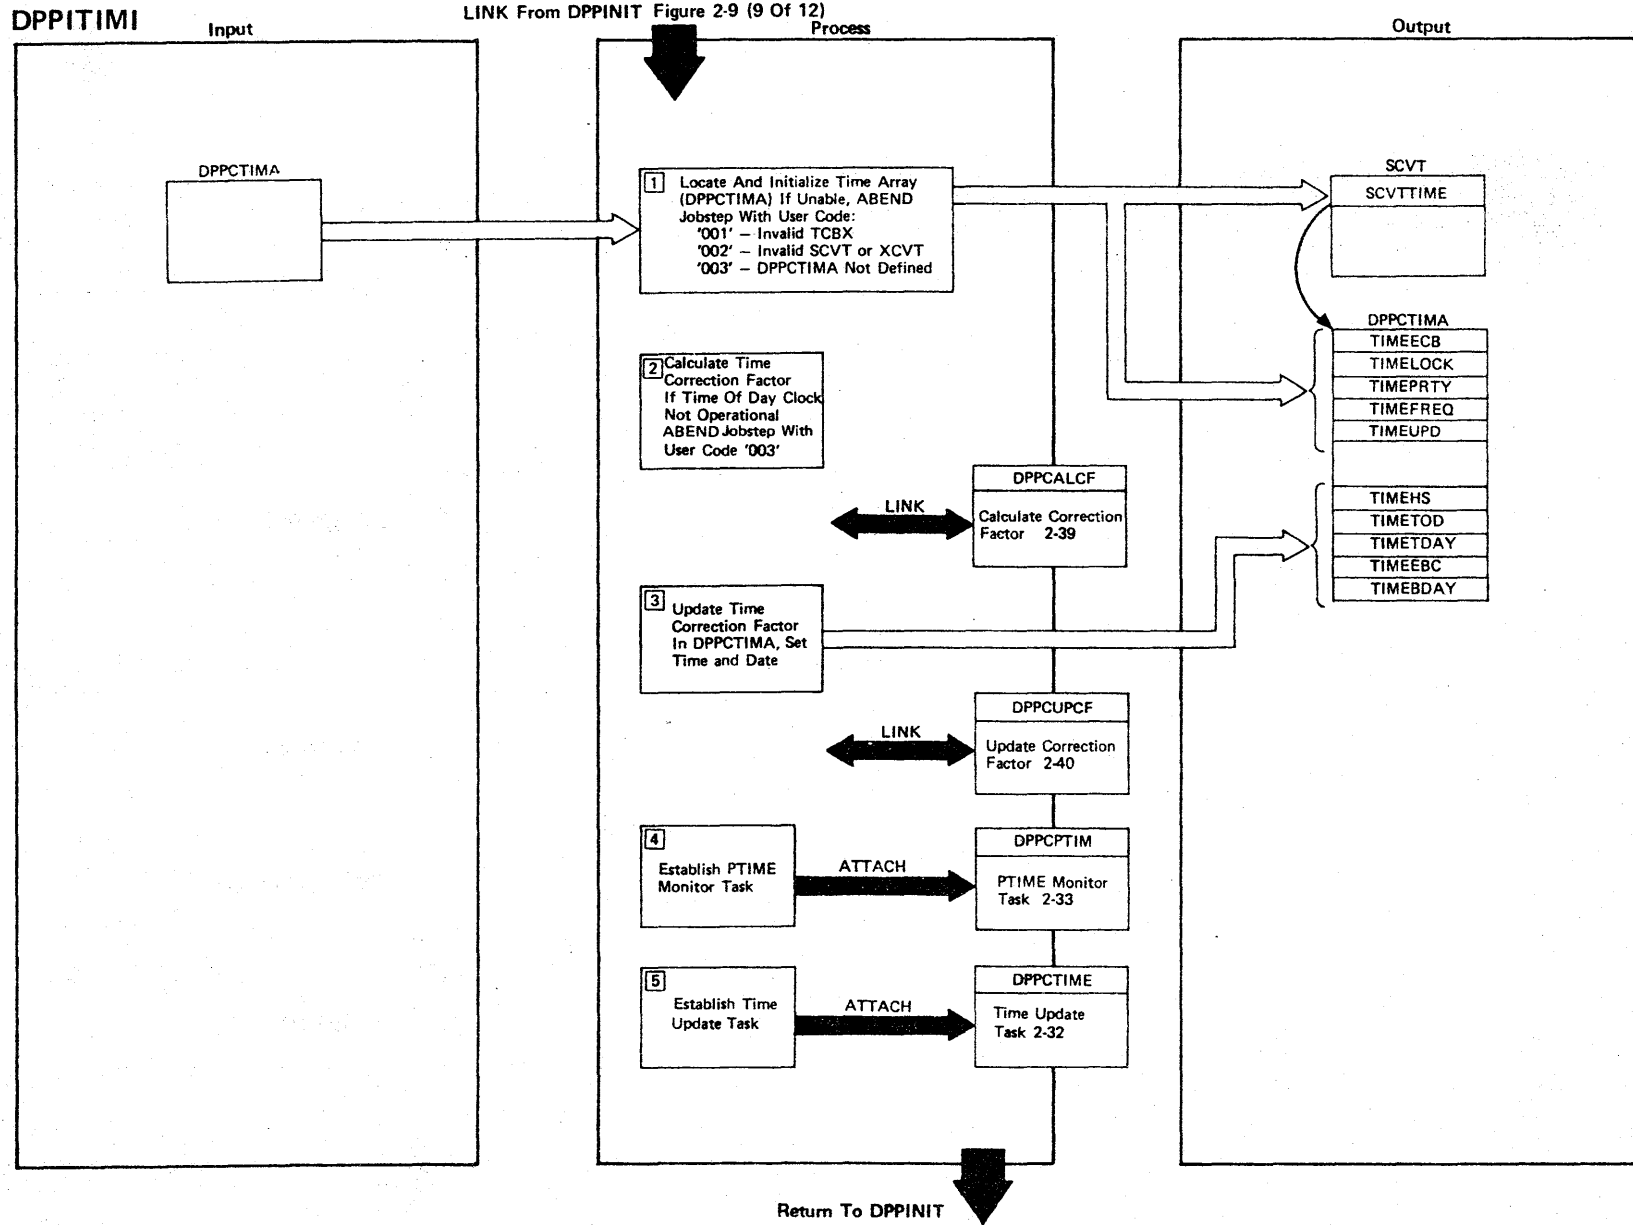 DPPITIMI
LINK From DPPINIT Figure 2-9 (9 Of 12)
Input
Process
Output
DPPCTIMA
1 Locate And Initialize Time Array
(DPPCTIMA) If Unable, ABEND
Jobstep With User Code:
'001' – Invalid TCBX
'002' – Invalid SCVT or XCVT
'003' – DPPCTIMA Not Defined
SCVT
SCVTTIME
DPPCTIMA
TIMEECB
TIMELOCK
TIMEPRTY
TIMEFREQ
TIMEUPD
TIMEHS
TIMETOD
TIMETDAY
TIMEEBC
TIMEBDAY
2 Calculate Time
Correction Factor
If Time Of Day Clock
Not Operational
ABEND Jobstep With
User Code '003'
LINK
DPPCALCF
Calculate Correction
Factor 2-39
3 Update Time
Correction Factor
In DPPCTIMA, Set
Time and Date
LINK
DPPCUPCF
Update Correction
Factor 2-40
4
Establish PTIME
Monitor Task
ATTACH
DPPCPTIM
PTIME Monitor
Task 2-33
5
Establish Time
Update Task
ATTACH
DPPCTIME
Time Update
Task 2-32
Return To DPPINIT